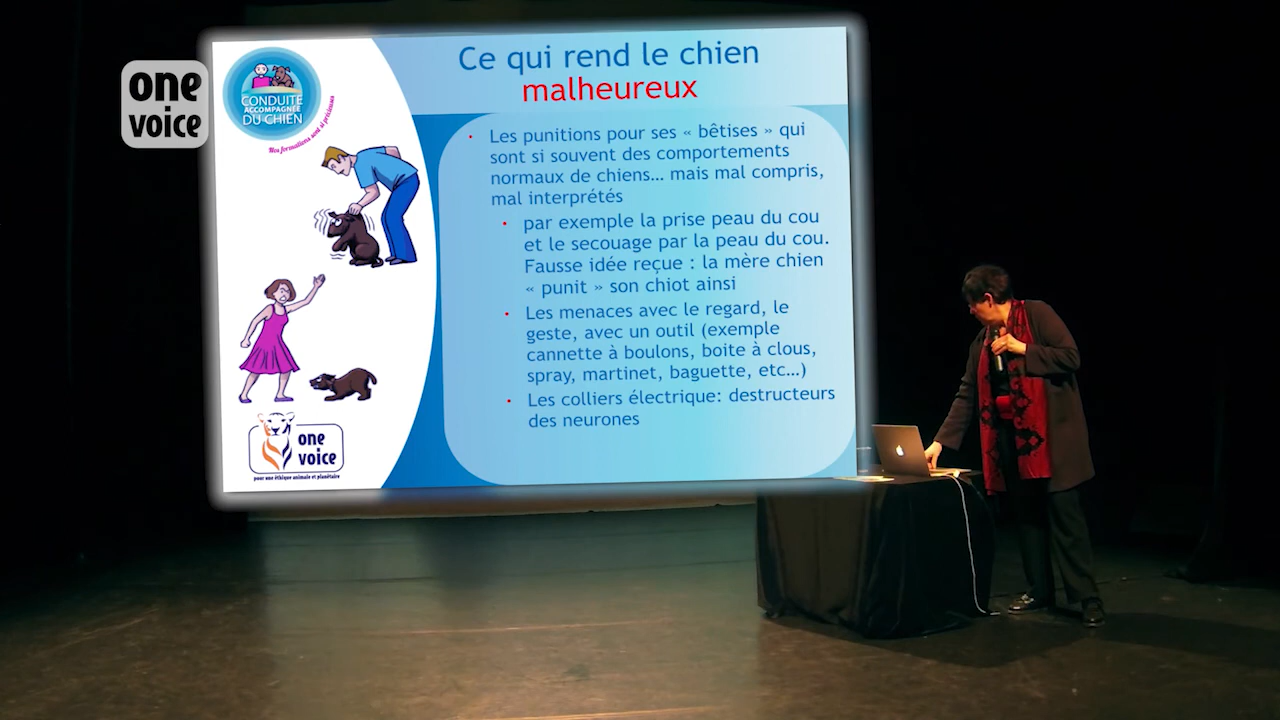 one
voice
CONDUITE
ACCOMPAGNÉE
DU CHIEN
Nos formations sont si précieuses
Ce qui rend le chien
malheureux
• Les punitions pour ses « bêtises » qui
sont si souvent des comportements
normaux de chiens… mais mal compris,
mal interprétés
• par exemple la prise peau du cou
et le secouage par la peau du cou.
Fausse idée reçue : la mère chien
« punit » son chiot ainsi
• Les menaces avec le regard, le
geste, avec un outil (exemple
cannette à boulons, boite à clous,
spray, martinet, baguette, etc…)
• Les colliers électrique: destructeurs
des neurones
one
voice
pour une éthique animale et planétaire